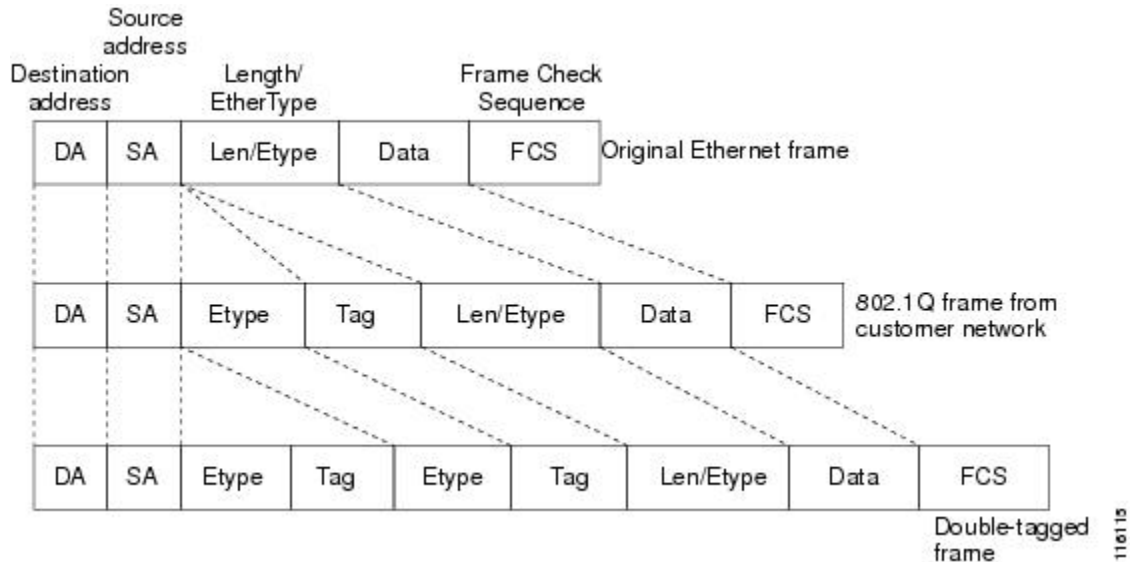 Source
address
Destination
address
Length/
EtherType
Frame Check
Sequence
DA SA Len/Etype Data FCS Original Ethernet frame
DA SA Etype Tag Len/Etype Data FCS 802.1Q frame from
customer network
DA SA Etype Tag Etype Tag Len/Etype Data FCS
Double-tagged
frame
116115